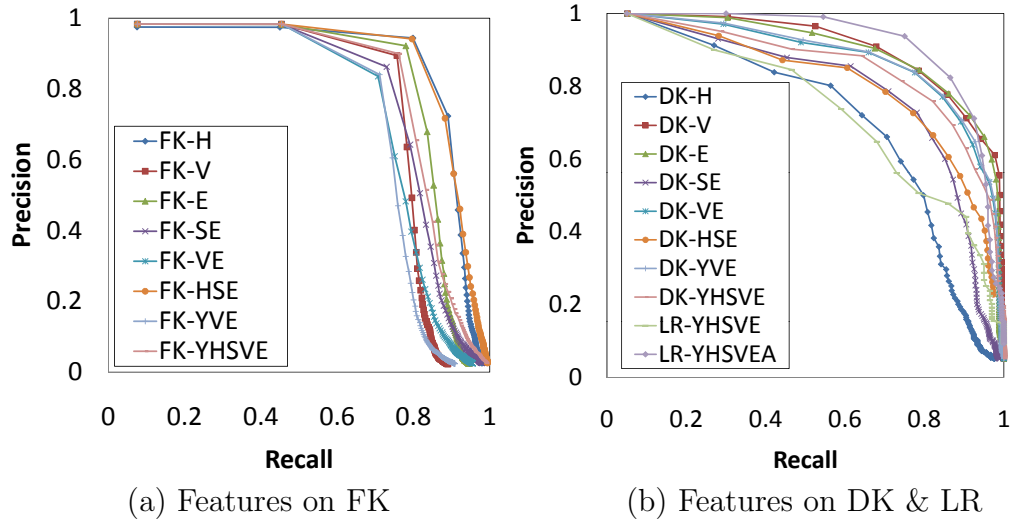 1
0.8
0.6
0.4
0.2
0
Precision
FK-H
FK-V
FK-E
FK-SE
FK-VE
FK-HSE
FK-YVE
FK-YHSVE
0 0.2 0.4 0.6 0.8 1
Recall
(a) Features on FK
1
0.8
0.6
0.4
0.2
0
Precision
DK-H
DK-V
DK-E
DK-SE
DK-VE
DK-HSE
DK-YVE
DK-YHSVE
LR-YHSVE
LR-YHSVEA
0 0.2 0.4 0.6 0.8 1
Recall
(b) Features on DK & LR